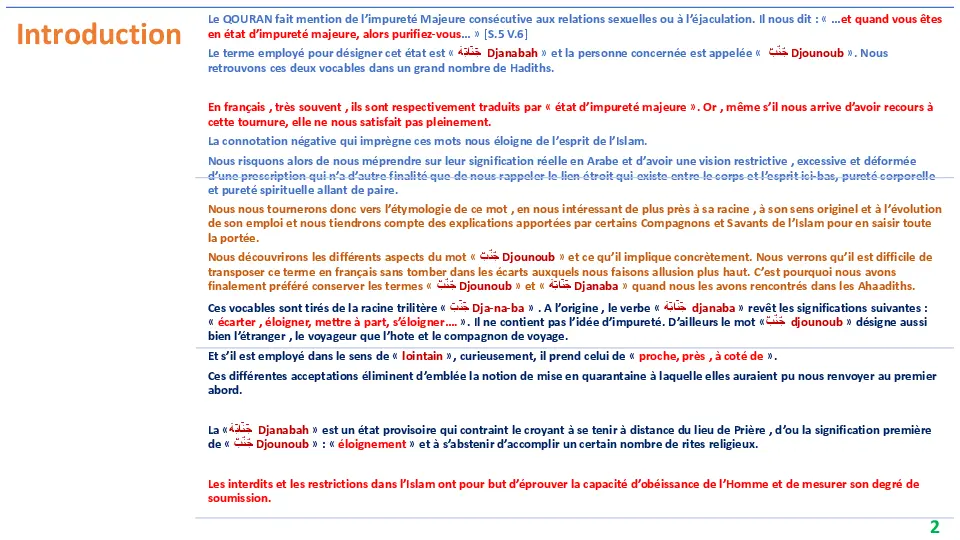 Introduction
Le QOURAN fait mention de l’impureté Majeure consécutive aux relations sexuelles ou à l’éjaculation. Il nous dit : « …et quand vous êtes
en état d’impureté majeure, alors purifiez-vous… » [S.5 V.6]
Le terme employé pour désigner cet état est « Djanabah » et la personne concernée est appelée « Djounoub ». Nous
retrouvons ces deux vocables dans un grand nombre de Hadiths.
En français , très souvent , ils sont respectivement traduits par « état d’impureté majeure ». Or , même s’il nous arrive d’avoir recours à
cette tournure, elle ne nous satisfait pas pleinement.
La connotation négative qui imprègne ces mots nous éloigne de l’esprit de l’Islam.
Nous risquons alors de nous méprendre sur leur signification réelle en Arabe et d’avoir une vision restrictive , excessive et déformée
d’une prescription qui n’a d’autre finalité que de nous rappeler le lien étroit qui existe entre le corps et l’esprit ici-bas, pureté corporelle
et pureté spirituelle allant de paire.
Nous nous tournerons donc vers l’étymologie de ce mot , en nous intéressant de plus près à sa racine , à son sens originel et à l’évolution
de son emploi et nous tiendrons compte des explications apportées par certains Compagnons et Savants de l’Islam pour en saisir toute
la portée.
Nous découvrirons les différents aspects du mot « Djounoub » et ce qu’il implique concrètement. Nous verrons qu’il est difficile de
transposer ce terme en français sans tomber dans les écarts auxquels nous faisons allusion plus haut. C’est pourquoi nous avons
finalement préféré conserver les termes « Djounoub » et « Djanaba » quand nous les avons rencontrés dans les Ahaadiths.
Ces vocables sont tirés de la racine trilitère « Dja-na-ba » . A l’origine , le verbe « djanaba » revêt les significations suivantes :
« écarter , éloigner, mettre à part, s’éloigner…. ». Il ne contient pas l’idée d’impureté. D’ailleurs le mot « djounoub » désigne aussi
bien l’étranger , le voyageur que l’hote et le compagnon de voyage.
Et s’il est employé dans le sens de « lointain », curieusement, il prend celui de « proche, près , à coté de ».
Ces différentes acceptations éliminent d’emblée la notion de mise en quarantaine à laquelle elles auraient pu nous renvoyer au premier
abord.
La « Djanabah » est un état provisoire qui contraint le croyant à se tenir à distance du lieu de Prière , d’ou la signification première
de « Djounoub » : « éloignement » et à s’abstenir d’accomplir un certain nombre de rites religieux.
Les interdits et les restrictions dans l’Islam ont pour but d’éprouver la capacité d’obéissance de l’Homme et de mesurer son degré de
soumission.
2